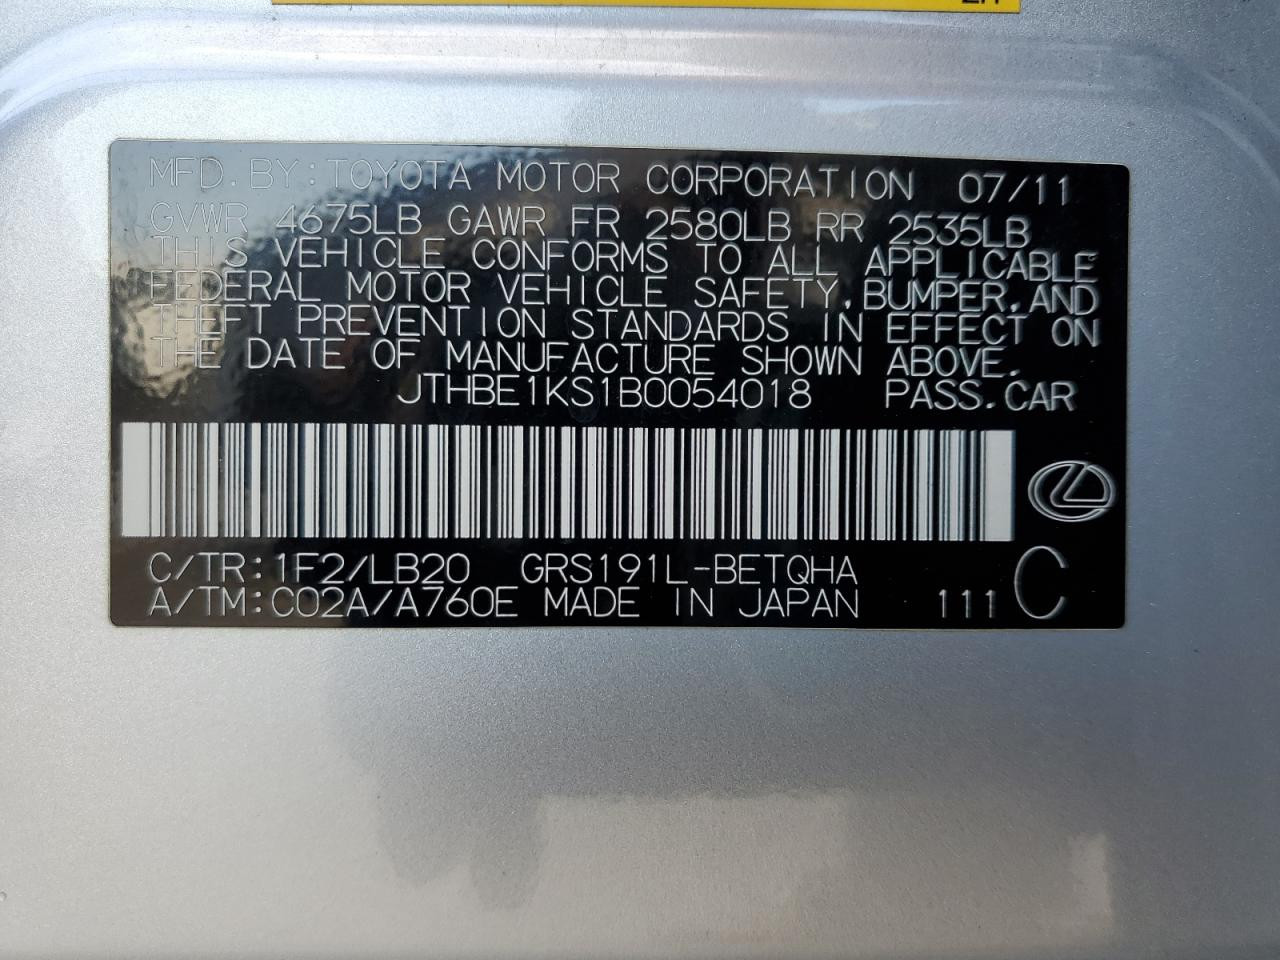 MFD. BY: TOYOTA MOTOR CORPORATION 07/11
GVWR 4675LB GAWR FR 2580LB RR 2535LB
THIS VEHICLE CONFORMS TO ALL APPLICABLE
FEDERAL MOTOR VEHICLE SAFETY, BUMPER, AND
THEFT PREVENTION STANDARDS IN EFFECT ON
THE DATE OF MANUFACTURE SHOWN ABOVE.
JTHBE1KS1B0054018 PASS. CAR
C/TR: 1F2/LB20 GRS191L-BETQHA
A/TM: C02A/A760E MADE IN JAPAN 111 C